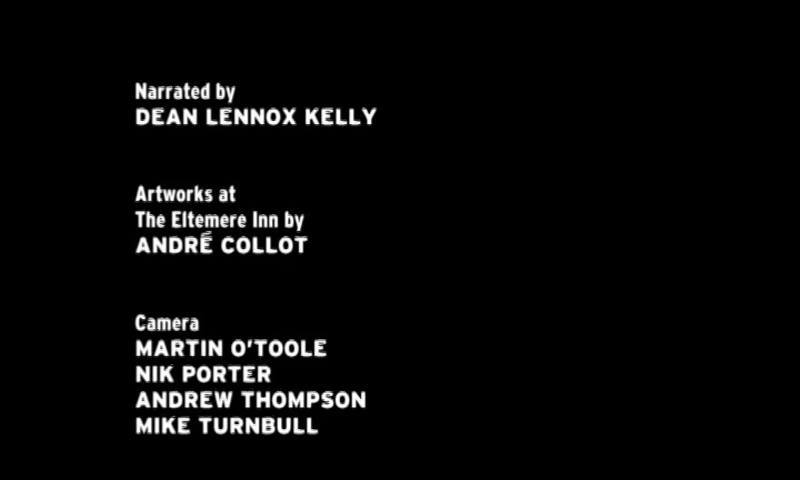 Narrated by
DEAN LENNOX KELLY
Artworks at
The Eltemere Inn by
ANDRÉ COLLOT
Camera
MARTIN O'TOOLE
NIK PORTER
ANDREW THOMPSON
MIKE TURNBULL